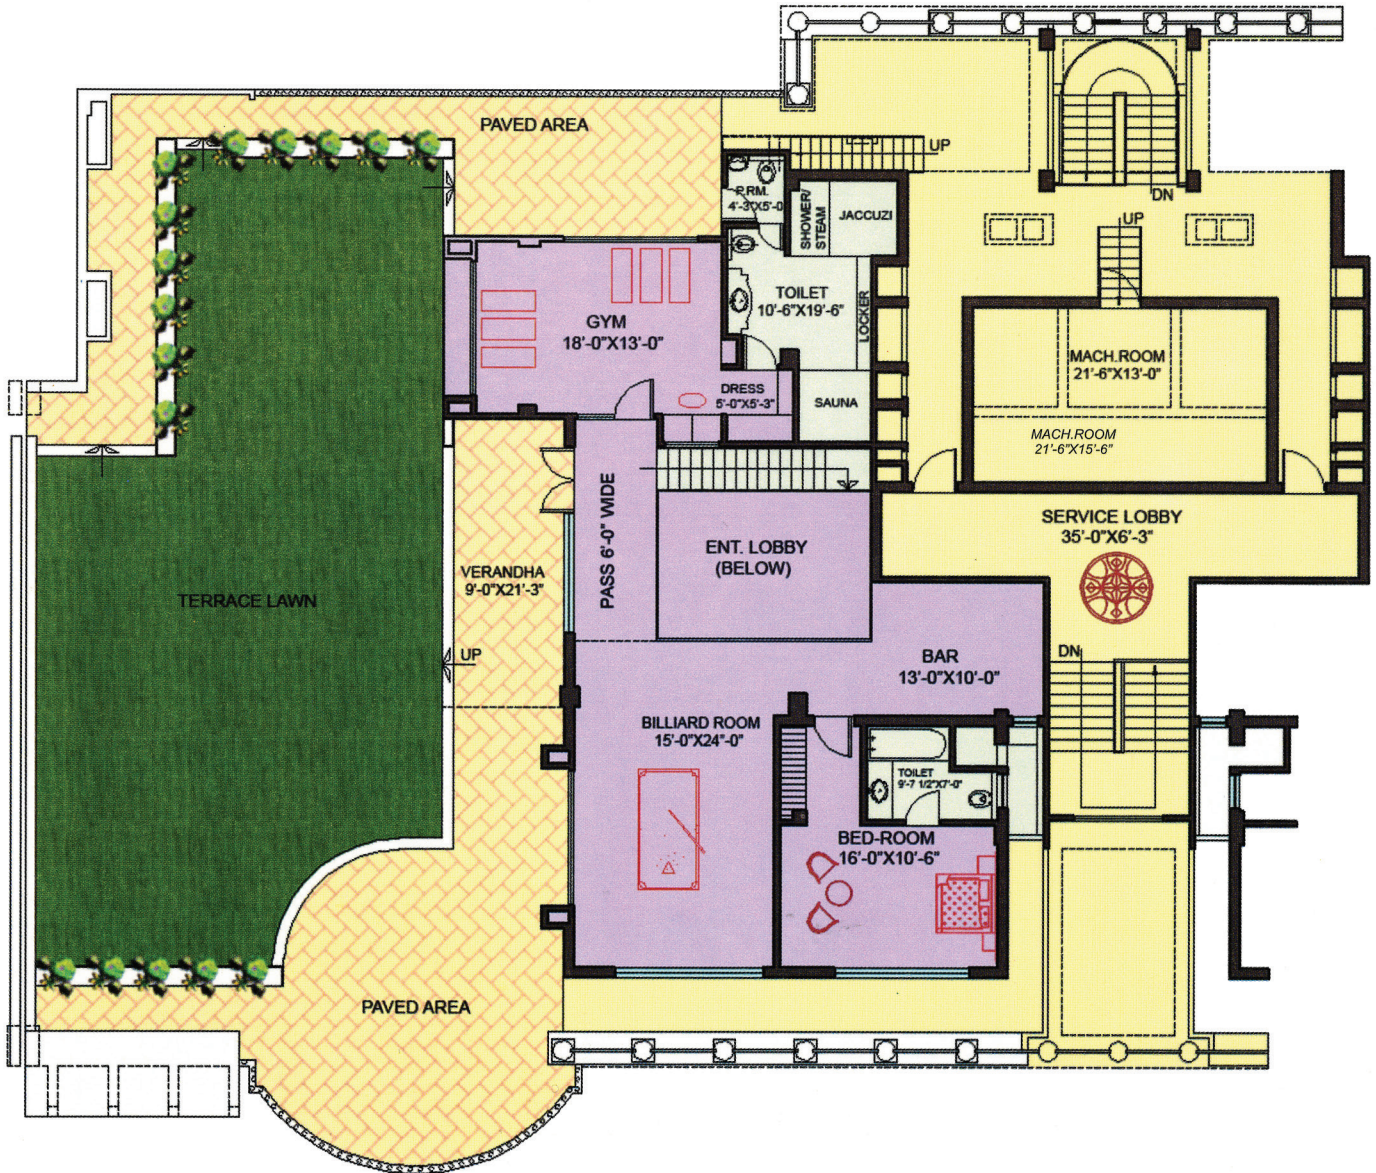 PAVED AREA
UP
P.RM.
4'-3"X5'-0
SHOWER/
STEAM
JACCUZI
DN
UP
TOILET
10'-6"X19'-6"
LOCKER
GYM
18'-0"X13'-0"
MACH.ROOM
21'-6"X13'-0"
DRESS
5'-0"X5'-3"
SAUNA
MACH.ROOM
21'-6"X15'-6"
PASS 6'-0" WIDE
SERVICE LOBBY
35'-0"X6'-3"
ENT. LOBBY
(BELOW)
VERANDHA
9'-0"X21'-3"
TERRACE LAWN
UP
BAR
13'-0"X10'-0"
DN
BILLIARD ROOM
15'-0"X24"-0"
TOILET
9'-7 1/2"X7'-0"
BED-ROOM
16'-0"X10'-6"
PAVED AREA